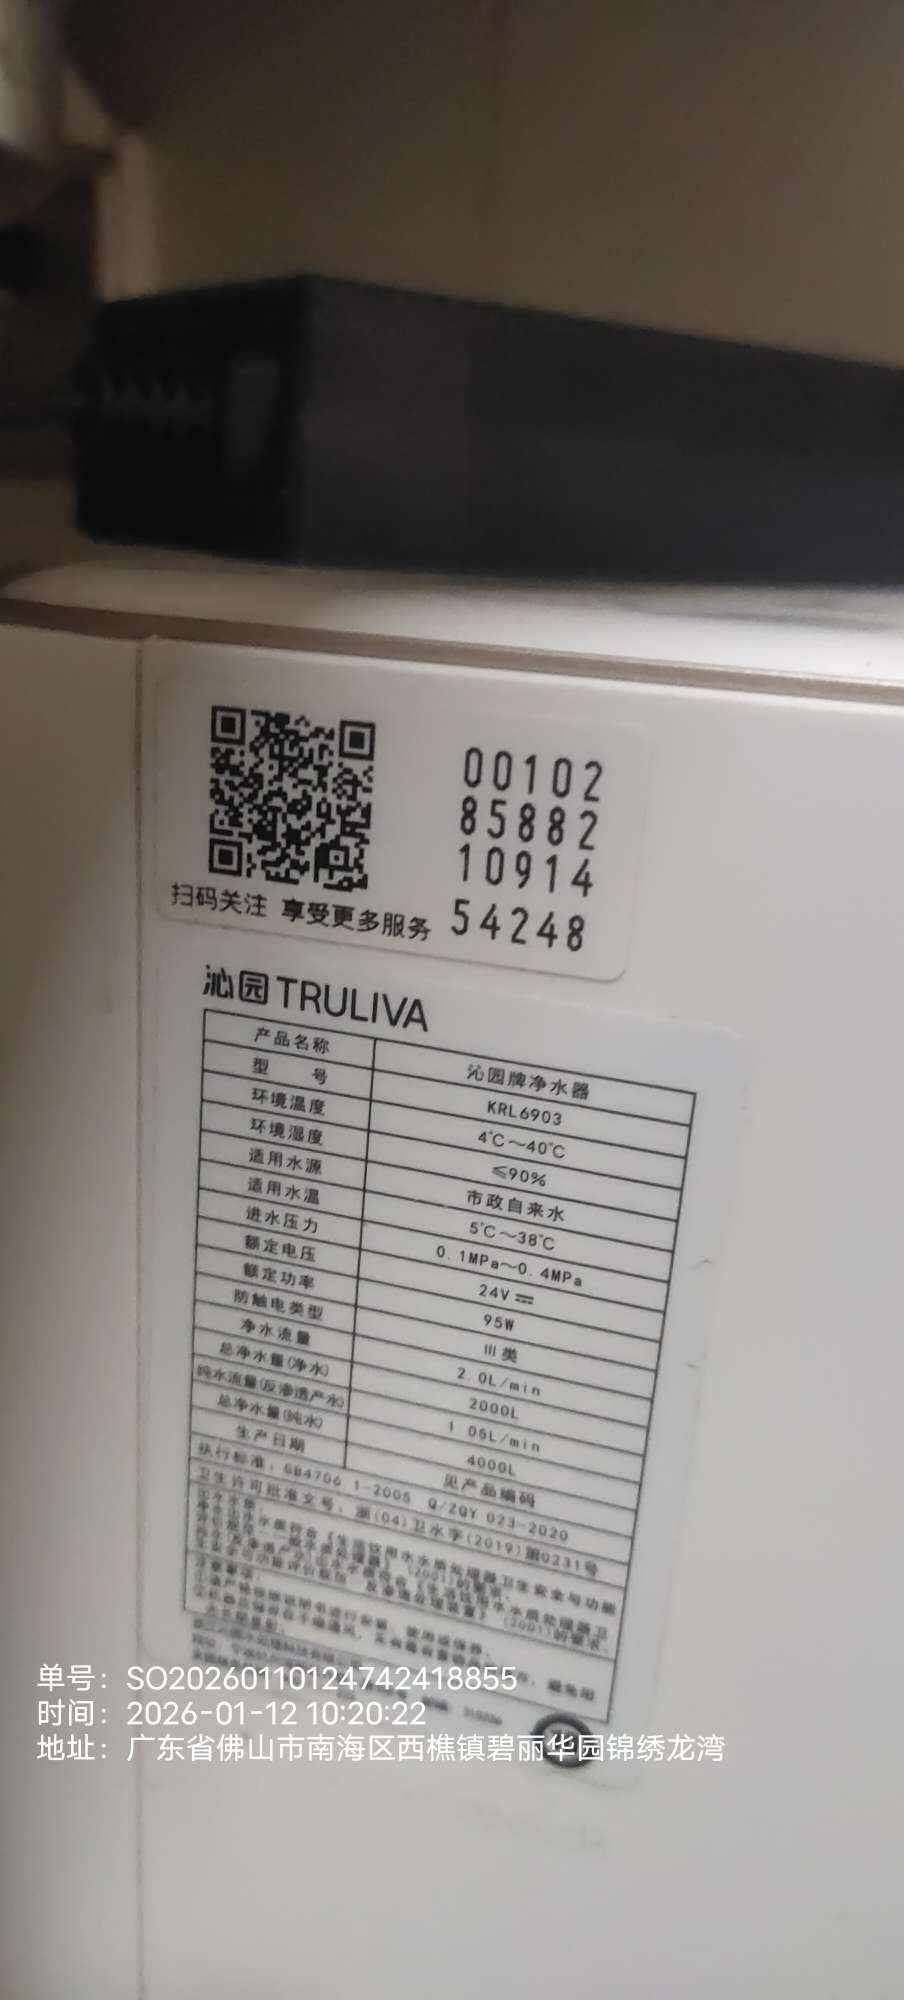 00102
85882
10914
54248
扫码关注 享受更多服务
沁园 TRULIVA
产品名称 沁园牌净水器
型号 KRL6903
环境温度 4℃~40℃
环境湿度 ≤90%
适用水源 市政自来水
适用水温 5℃~38℃
进水压力 0.1MPa~0.4MPa
额定电压 24V
额定功率 95W
防触电类型 III类
净水流量 2.0L/min
总净水量(净水) 2000L
纯水流量(反渗透产水) 1.05L/min
总净水量(纯水) 4000L
生产日期 见产品编码
执行标准: GB4706.1-2005 Q/ZQY 023-2020
卫生许可批准文号: 浙(04)卫水字(2019)第0231号
单号: SO202601101247424​18855
时间: 2026-01-12 10:20:22
地址: 广东省佛山市南海区西樵镇碧丽华园锦绣龙湾